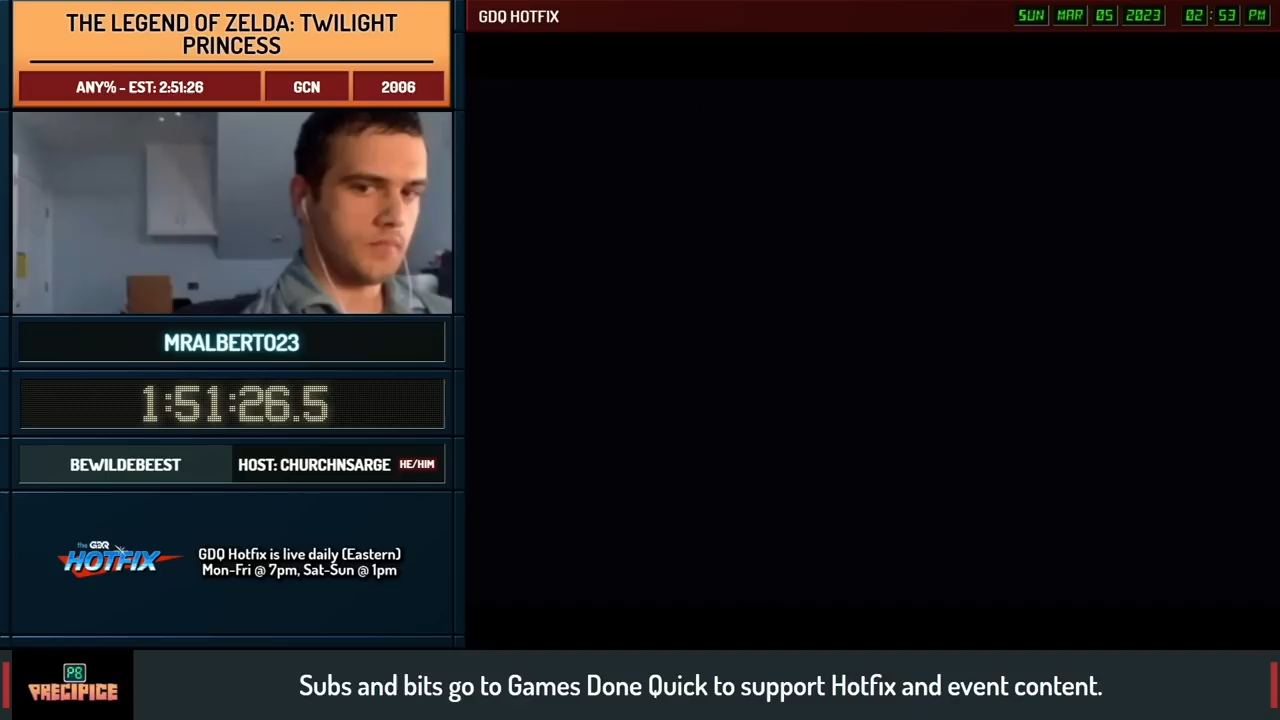 THE LEGEND OF ZELDA: TWILIGHT
PRINCESS
ANY% - EST: 2:51:26
GCN
2006
GDQ HOTFIX
SUN MAR 05 2023 02:53 PM
MRALBERTO23
1:51:26.5
BEWILDEBEEST
HOST: CHURCHNSARGE HE/HIM
the GDQ
HOTFIX
GDQ Hotfix is live daily (Eastern)
Mon-Fri @ 7pm, Sat-Sun @ 1pm
P8
PRECIPICE
Subs and bits go to Games Done Quick to support Hotfix and event content.